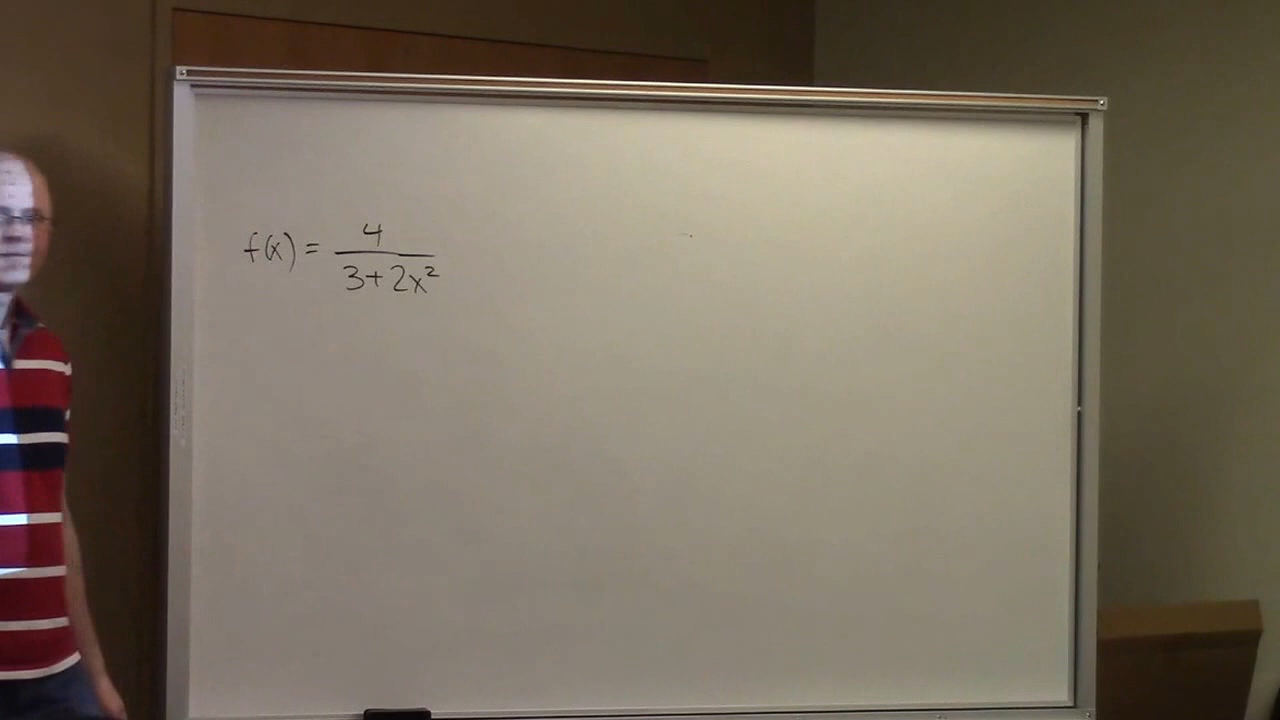 f(x) = 4 / (3+2x²)